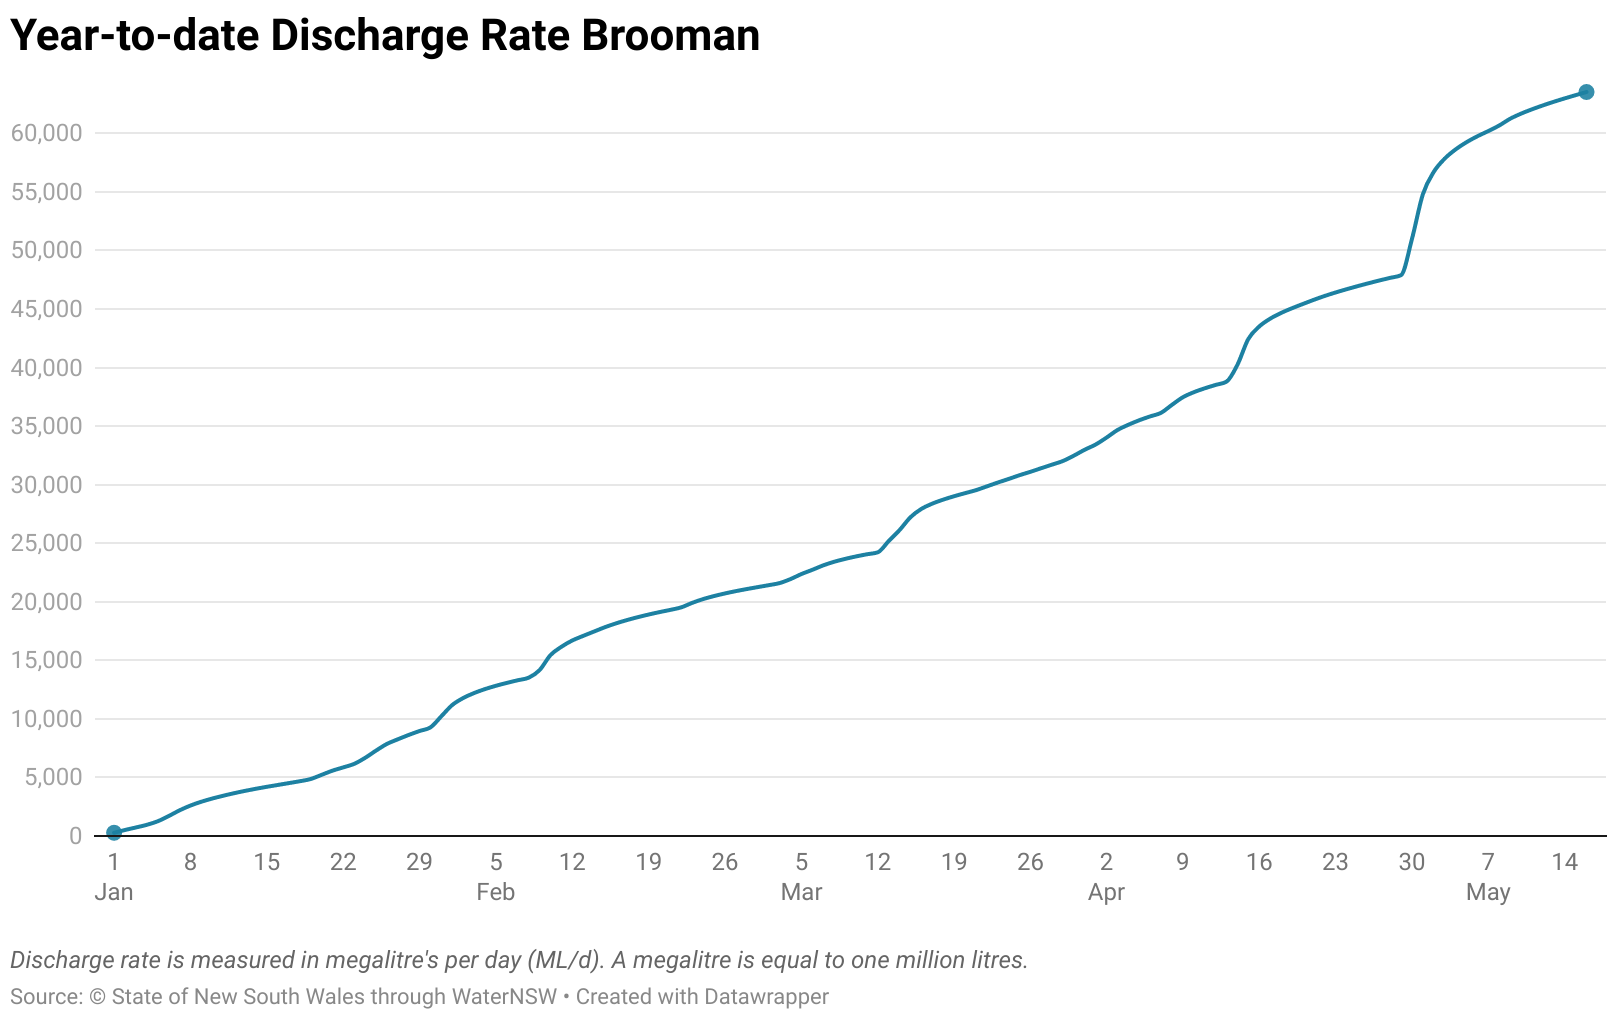 Year-to-date Discharge Rate Brooman
60,000
55,000
50,000
45,000
40,000
35,000
30,000
25,000
20,000
15,000
10,000
5,000
0
1 8 15 22 29 5 12 19 26 5 12 19 26 2 9 16 23 30 7 14
Jan Feb Mar Apr May
Discharge rate is measured in megalitre's per day (ML/d). A megalitre is equal to one million litres.
Source: © State of New South Wales through WaterNSW • Created with Datawrapper